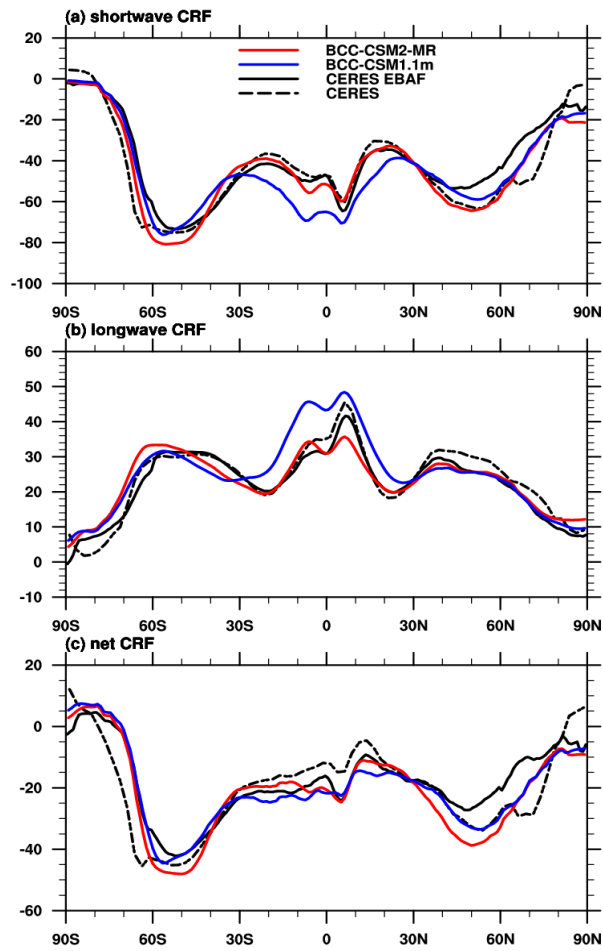 (a) shortwave CRF
20
0
-20
-40
-60
-80
-100
BCC-CSM2-MR
BCC-CSM1.1m
CERES EBAF
CERES
90S 60S 30S 0 30N 60N 90N
(b) longwave CRF
60
50
40
30
20
10
0
-10
90S 60S 30S 0 30N 60N 90N
(c) net CRF
20
0
-20
-40
-60
90S 60S 30S 0 30N 60N 90N